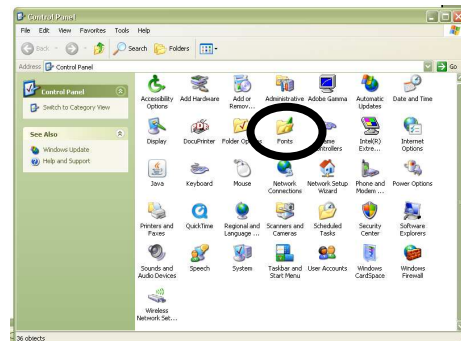 Control Panel
File Edit View Favorites Tools Help
Back Search Folders
Address Control Panel Go
Control Panel
Switch to Category View
See Also
Windows Update
Help and Support
Accessibility Options
Add Hardware
Add or Remov...
Administrative
Adobe Gamma
Automatic Updates
Date and Time
Display
DocuPrinter
Folder Options
Fonts
Controllers
Intel(R) Extre...
Internet Options
Java
Keyboard
Mouse
Network Connections
Network Setup Wizard
Phone and Modem ...
Power Options
Printers and Faxes
QuickTime
Regional and Language ...
Scanners and Cameras
Scheduled Tasks
Security Center
Software Explorers
Sounds and Audio Devices
Speech
System
Taskbar and Start Menu
User Accounts
Windows CardSpace
Windows Firewall
Wireless Network Set...
36 objects